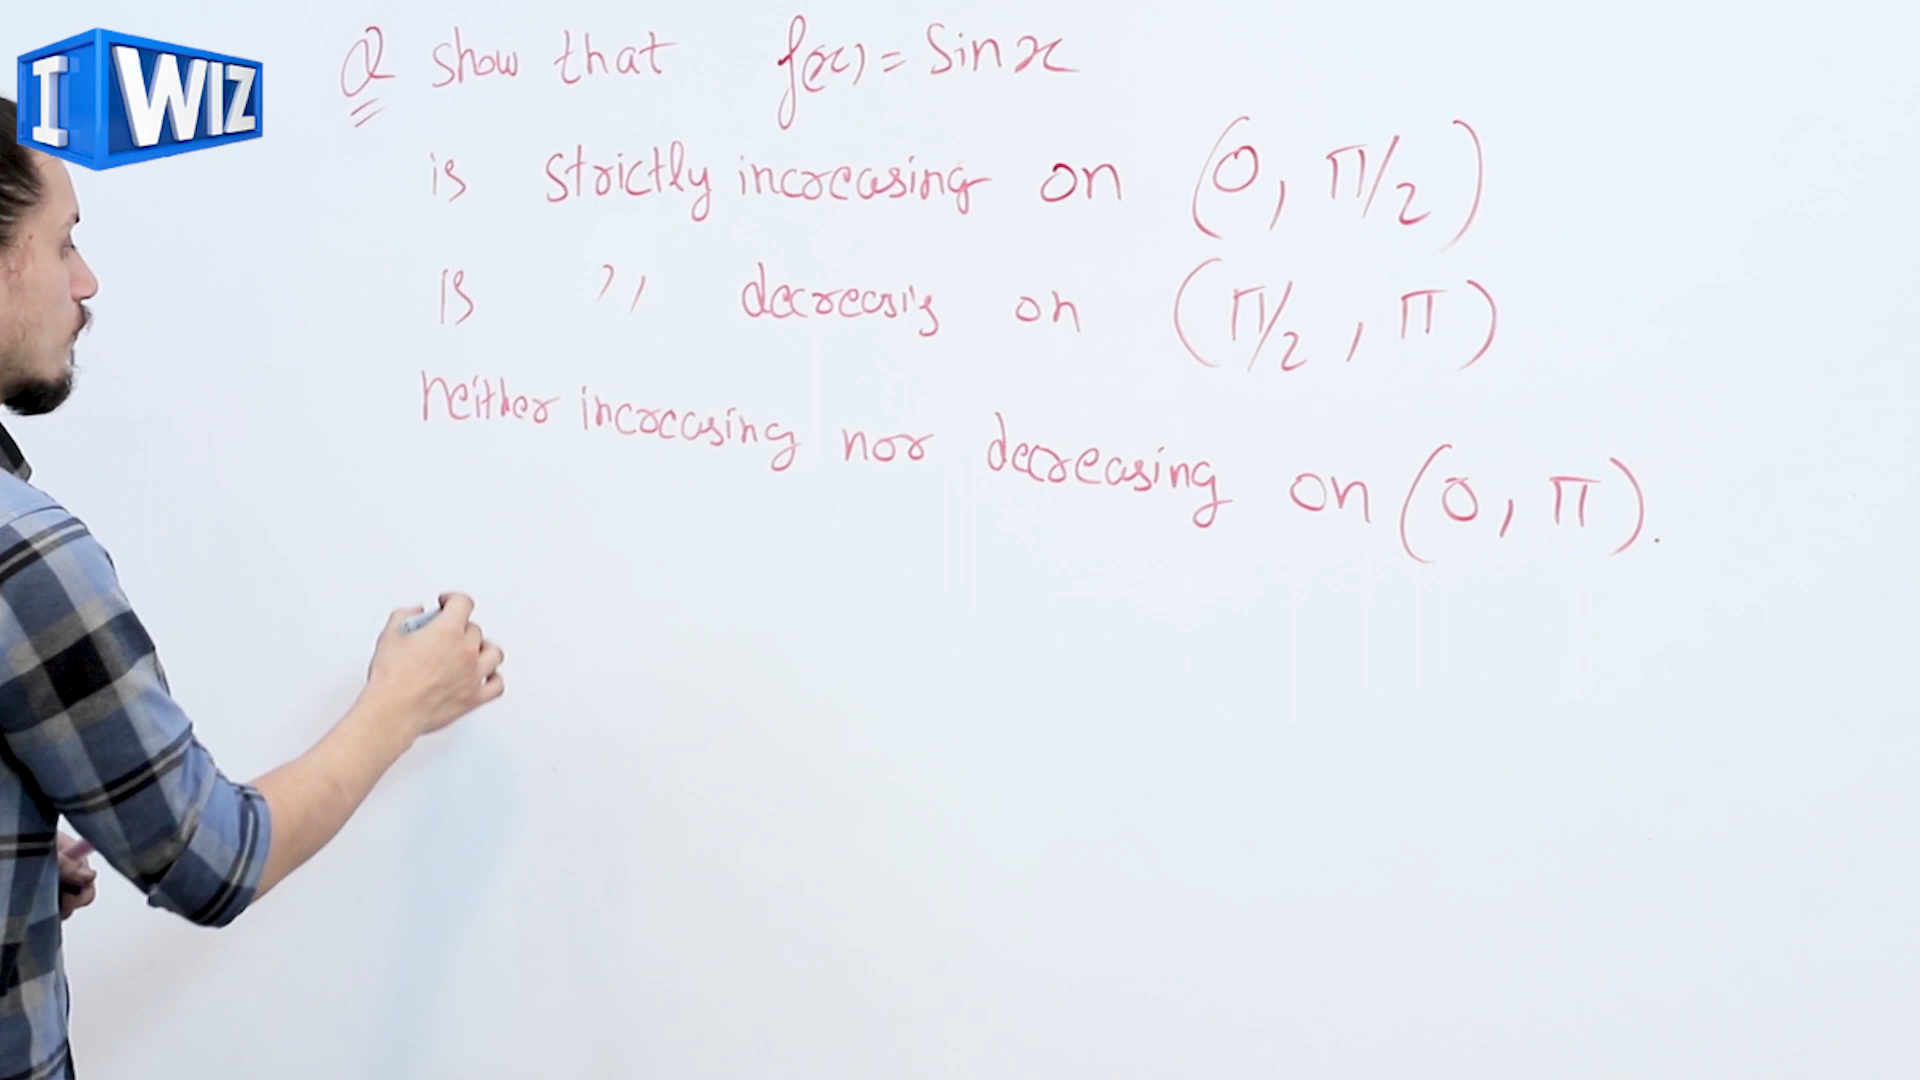 I WIZ
Q show that f(x) = Sin x
is strictly increasing on (0, π/2)
is " decreasig on (π/2, π)
neither increasing nor decreasing on (0, π).